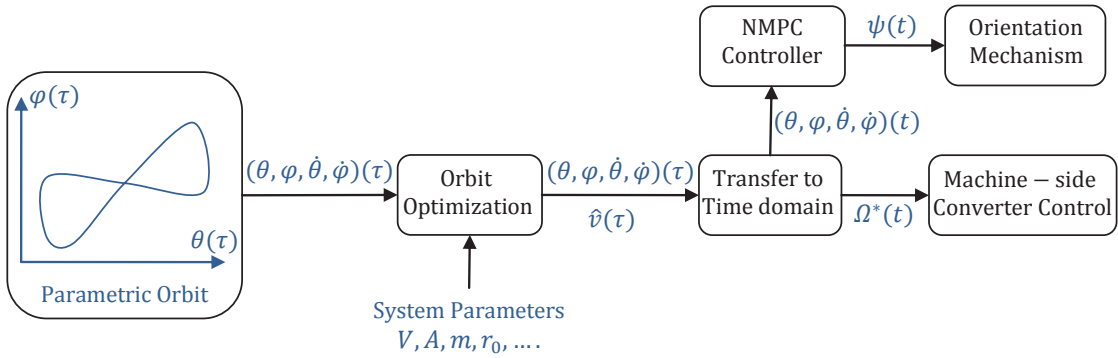 φ(τ)
θ(τ)
Parametric Orbit
(θ, φ, θ̇, φ̇)(τ)
Orbit
Optimization
System Parameters
V, A, m, r₀, … .
(θ, φ, θ̇, φ̇)(τ)
v̂(τ)
Transfer to
Time domain
(θ, φ, θ̇, φ̇)(t)
NMPC
Controller
ψ(t)
Orientation
Mechanism
Ω*(t)
Machine − side
Converter Control